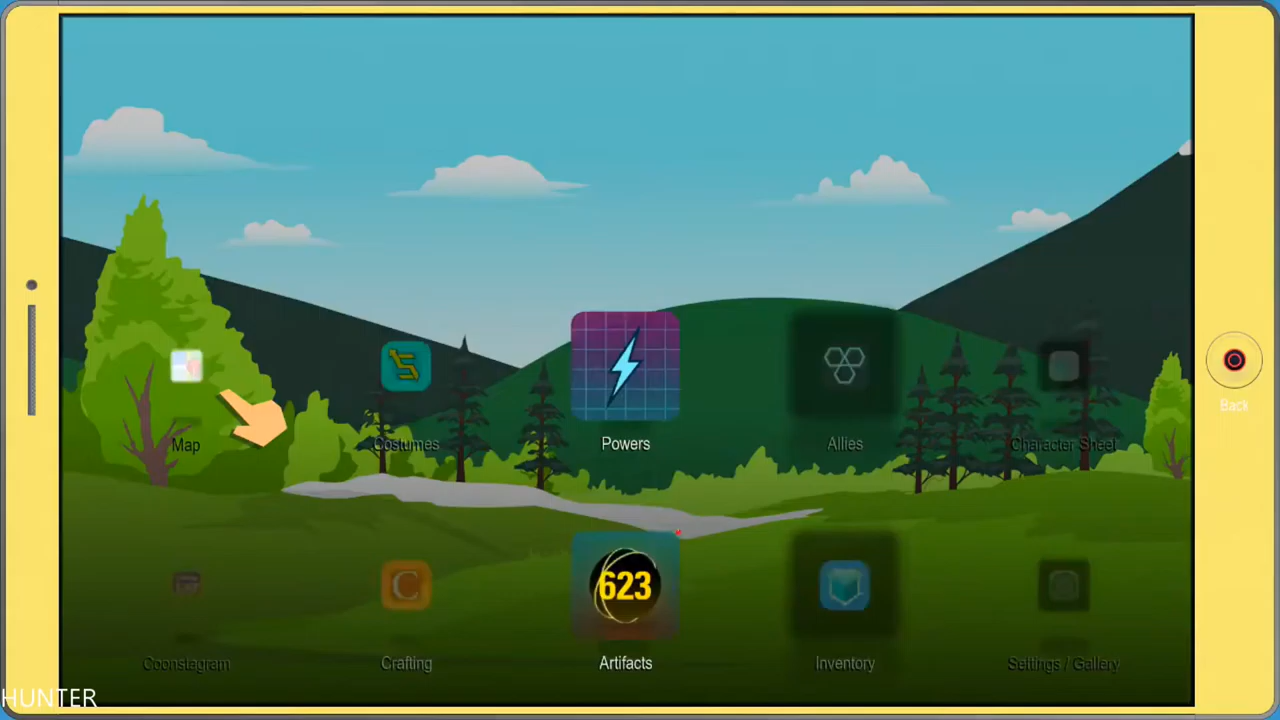 Map
Costumes
Powers
Allies
Character Sheet
Back
C
623
Coonstagram
Crafting
Artifacts
Inventory
Settings / Gallery
HUNTER